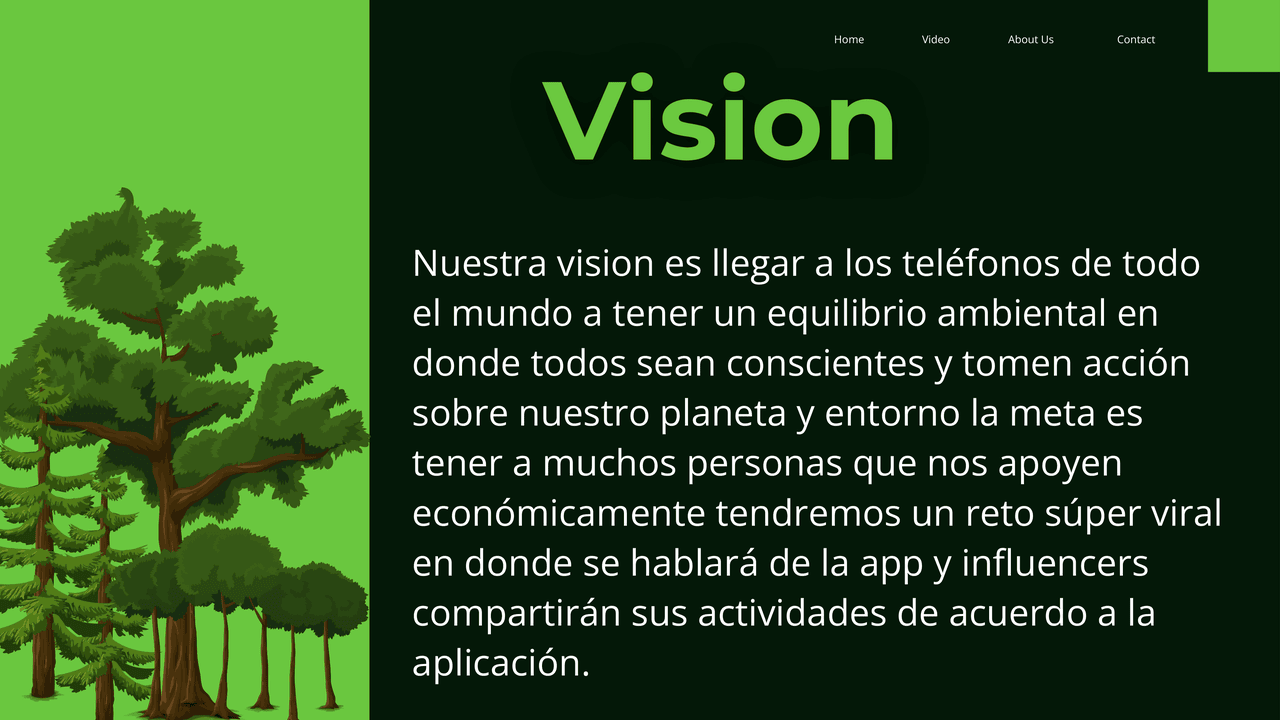 Home Video About Us Contact
Vision
Nuestra vision es llegar a los teléfonos de todo
el mundo a tener un equilibrio ambiental en
donde todos sean conscientes y tomen acción
sobre nuestro planeta y entorno la meta es
tener a muchos personas que nos apoyen
económicamente tendremos un reto súper viral
en donde se hablará de la app y influencers
compartirán sus actividades de acuerdo a la
aplicación.